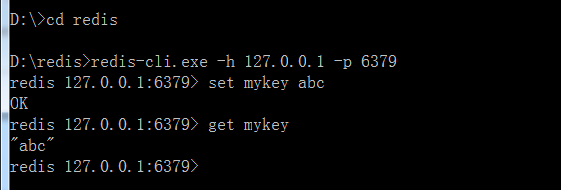 D:\>cd redis
D:\redis>redis-cli.exe -h 127.0.0.1 -p 6379
redis 127.0.0.1:6379> set mykey abc
OK
redis 127.0.0.1:6379> get mykey
"abc"
redis 127.0.0.1:6379>